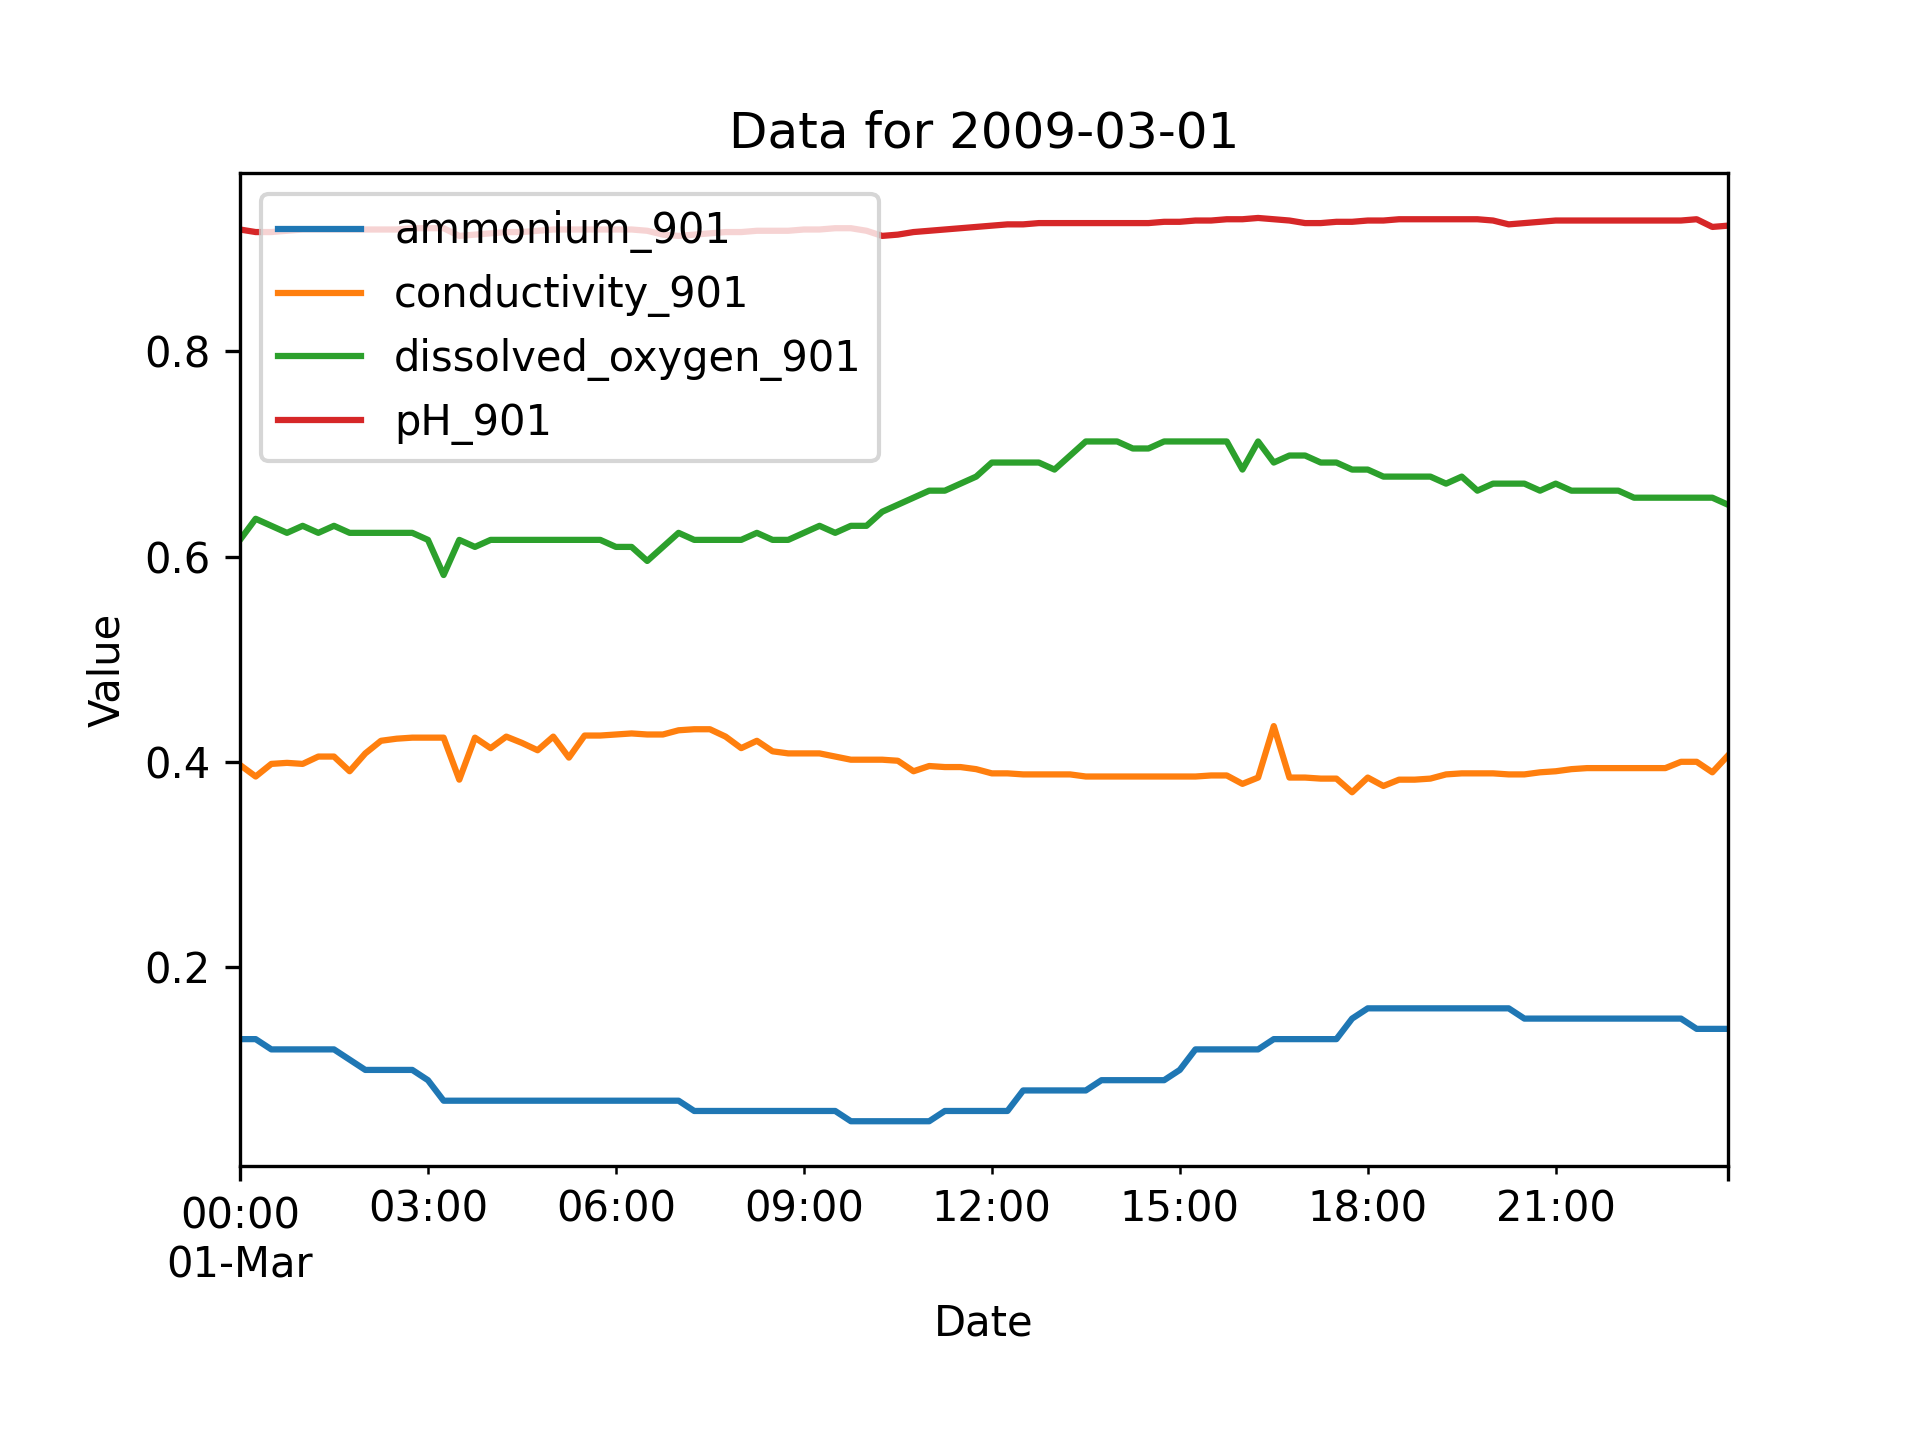 Data for 2009-03-01
ammonium_901
conductivity_901
dissolved_oxygen_901
pH_901
0.8
0.6
0.4
0.2
Value
00:00 03:00 06:00 09:00 12:00 15:00 18:00 21:00
01-Mar
Date